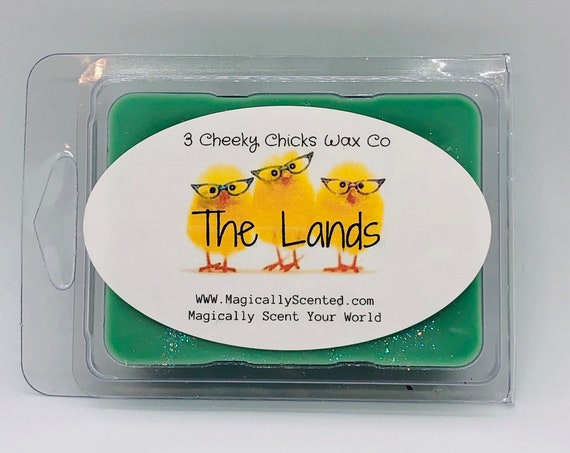 3 Cheeky Chicks Wax Co
The Lands
WWW.MagicallyScented.com
Magically Scent Your World